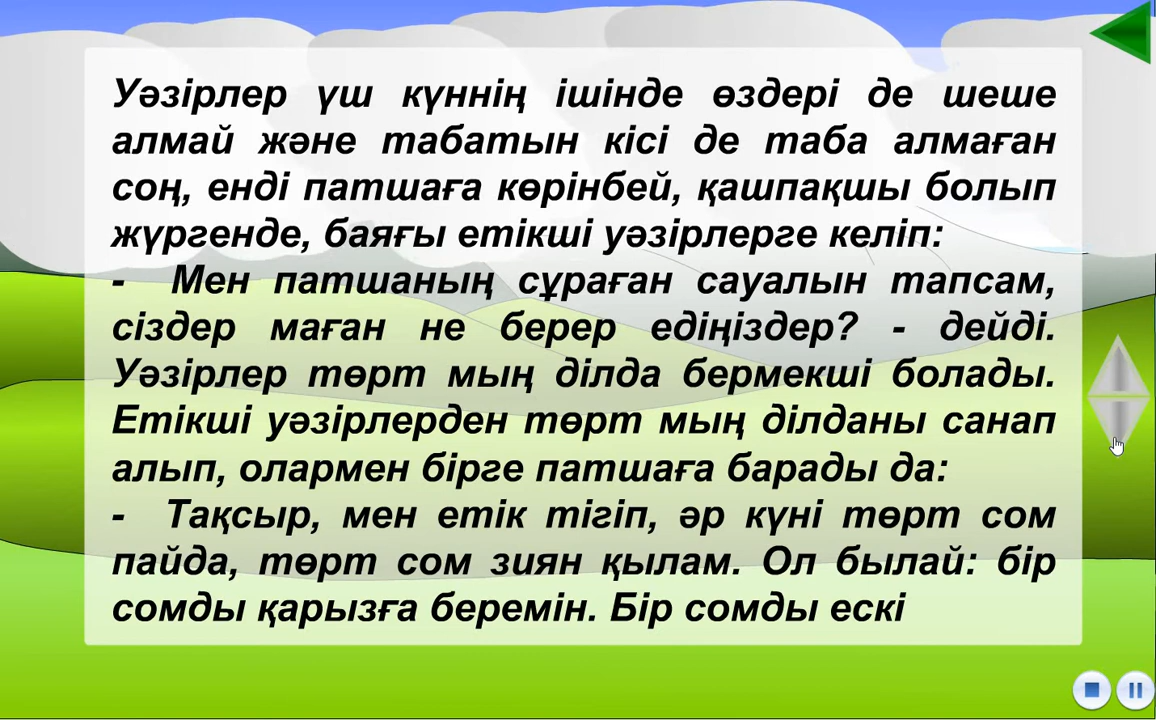 Уәзірлер үш күннің ішінде өздері де шеше
алмай және табатын кісі де таба алмаған
соң, енді патшаға көрінбей, қашпақшы болып
жүргенде, баяғы етікші уәзірлерге келіп:
- Мен патшаның сұраған сауалын тапсам,
сіздер маған не берер едіңіздер? - дейді.
Уәзірлер төрт мың ділда бермекші болады.
Етікші уәзірлерден төрт мың ділданы санап
алып, олармен бірге патшаға барады да:
- Тақсыр, мен етік тігіп, әр күні төрт сом
пайда, төрт сом зиян қылам. Ол былай: бір
сомды қарызға беремін. Бір сомды ескі